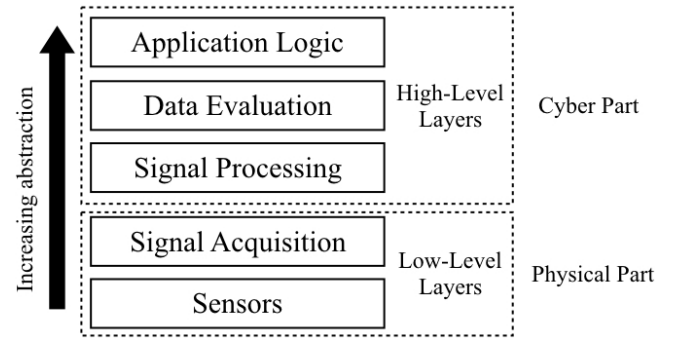 Application Logic
Data Evaluation
Signal Processing
High-Level
Layers
Cyber Part
Signal Acquisition
Sensors
Low-Level
Layers
Physical Part
Increasing abstraction